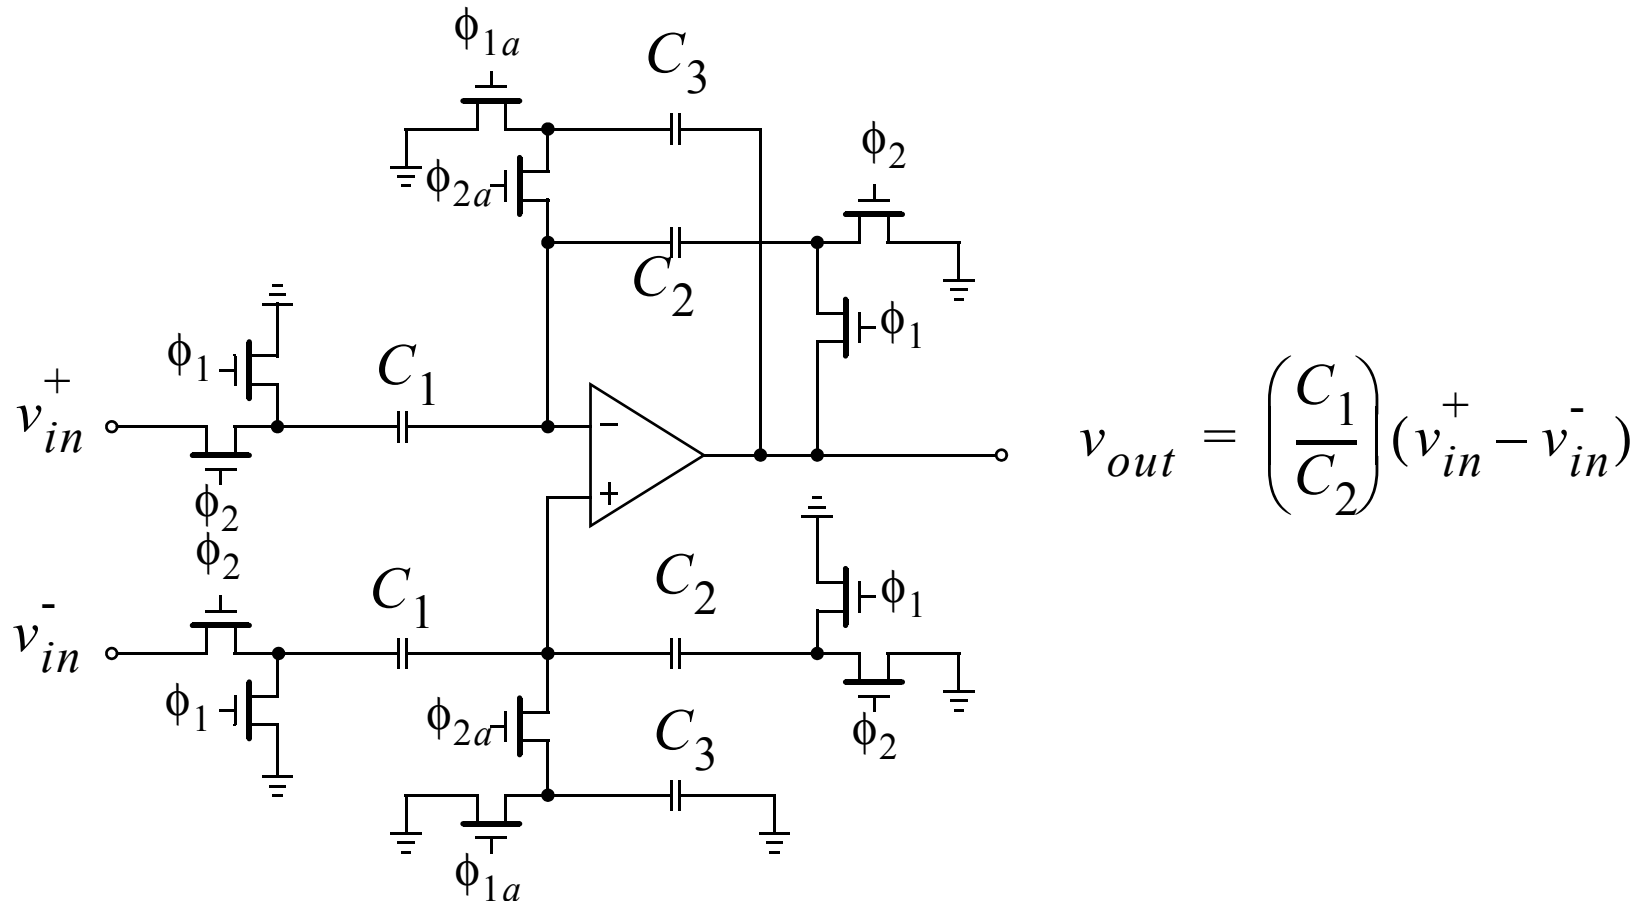 ϕ1a
C3
ϕ2
ϕ2a
C2
ϕ1
ϕ1
C1
v+in
−
ϕ2
+
vout = (C1/C2)(v+in − v-in)
ϕ2
C1
C2
ϕ1
v-in
ϕ1
ϕ2a
C3
ϕ2
ϕ1a